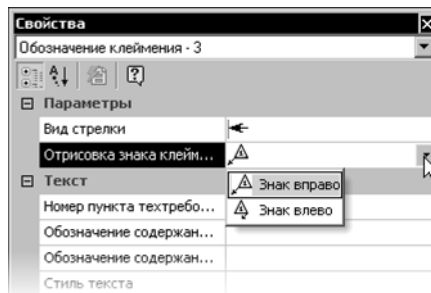 Свойства
Обозначение клеймения - 3
Параметры
Вид стрелки
Отрисовка знака клейм...
Знак вправо
Знак влево
Текст
Номер пункта техтребо...
Обозначение содержан...
Обозначение содержан...
Стиль текста